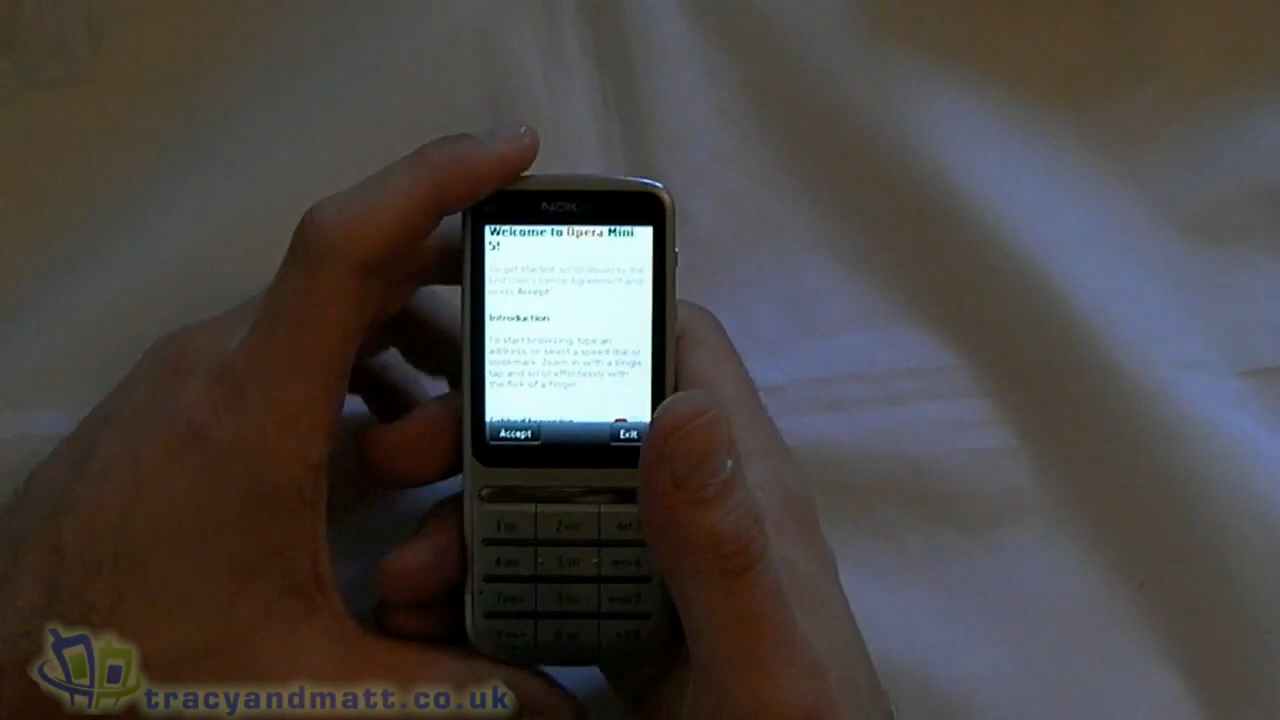 NOKIA
Welcome to Opera Mini
5!
To get started, scroll down to the
End User License Agreement and
press Accept.
Introduction
To start browsing, type an
address or select a speed dial or
bookmark. Zoom in with a single
tap and scroll effortlessly with
the flick of a finger.
Accept Exit
tracyandmatt.co.uk